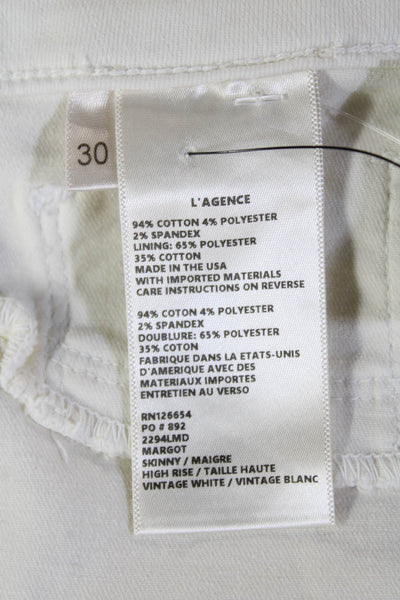 30
L'AGENCE
94% COTTON 4% POLYESTER
2% SPANDEX
LINING: 65% POLYESTER
35% COTTON
MADE IN THE USA
WITH IMPORTED MATERIALS
CARE INSTRUCTIONS ON REVERSE
94% COTON 4% POLYESTER
2% SPANDEX
DOUBLURE: 65% POLYESTER
35% COTON
FABRIQUE DANS LA ETATS-UNIS
D'AMERIQUE AVEC DES
MATERIAUX IMPORTES
ENTRETIEN AU VERSO
RN126654
PO # 892
2294LMD
MARGOT
SKINNY / MAIGRE
HIGH RISE / TAILLE HAUTE
VINTAGE WHITE / VINTAGE BLANC